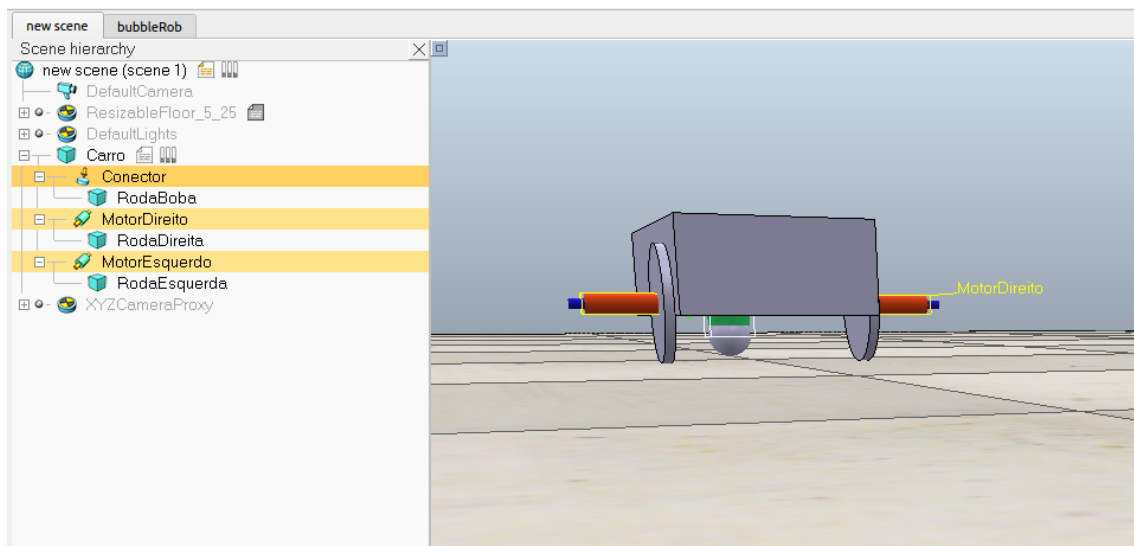 new scene
bubbleRob
Scene hierarchy
new scene (scene 1)
DefaultCamera
ResizableFloor_5_25
DefaultLights
Carro
Conector
RodaBoba
MotorDireito
RodaDireita
MotorEsquerdo
RodaEsquerda
XYZCameraProxy
MotorDireito